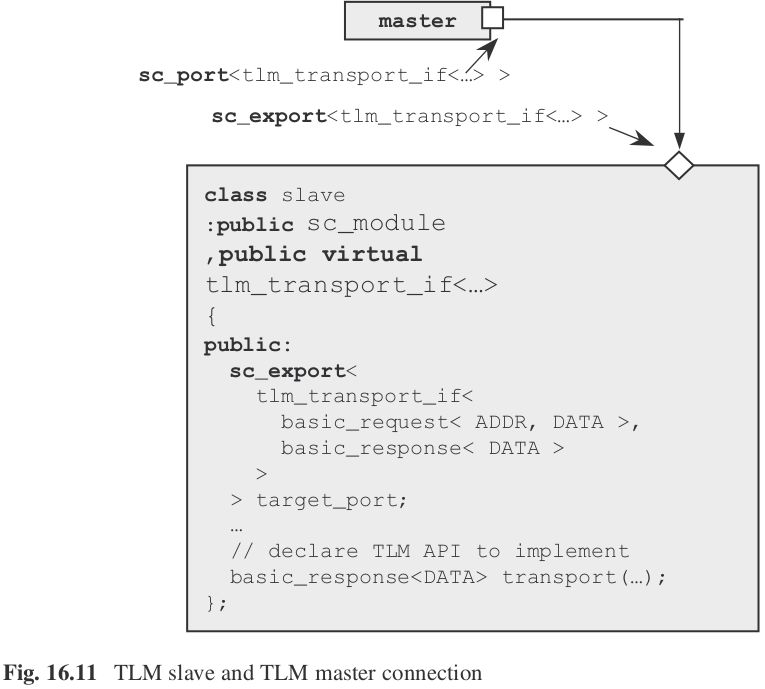 master
sc_port<tlm_transport_if<…> >
sc_export<tlm_transport_if<…> >
class slave
:public sc_module
,public virtual
tlm_transport_if<…>
{
public:
sc_export<
tlm_transport_if<
basic_request< ADDR, DATA >,
basic_response< DATA >
>
> target_port;
…
// declare TLM API to implement
basic_response<DATA> transport(…);
};
Fig. 16.11 TLM slave and TLM master connection